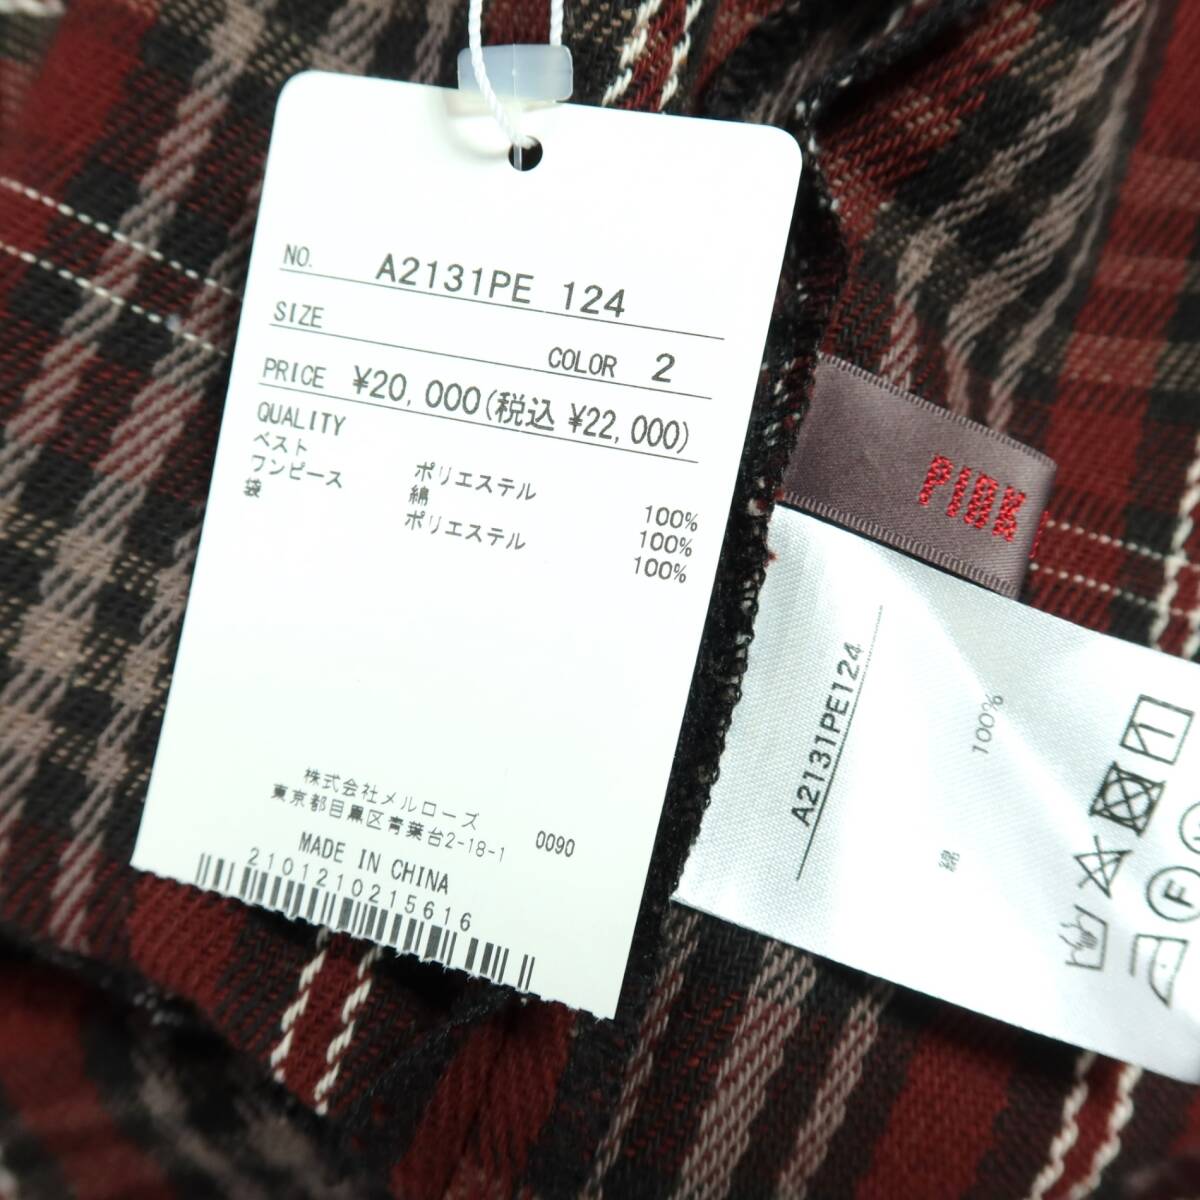 NO. A2131PE 124
SIZE
COLOR 2
PRICE ¥20,000(税込 ¥22,000)
QUALITY
ベスト ポリエステル 100%
ワンピース 綿 100%
袋 ポリエステル 100%
株式会社メルローズ
東京都目黒区青葉台2-18-1 0090
MADE IN CHINA
2101210215616
PINK
A2131PE124
綿 100%
F